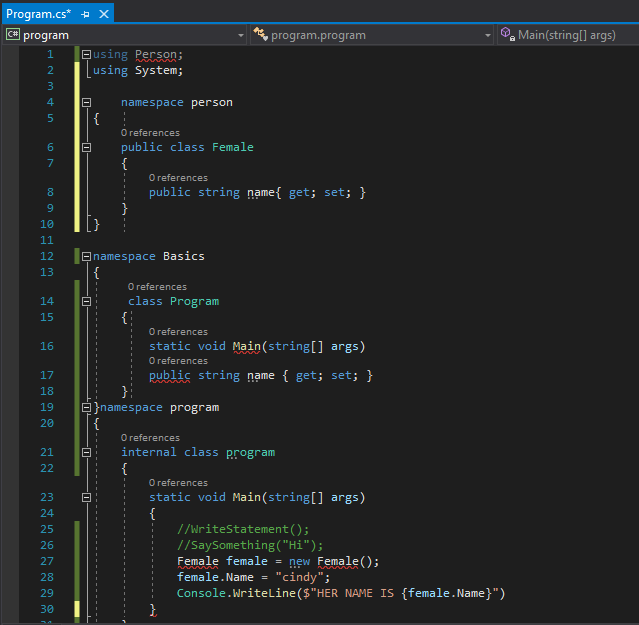 Program.cs*
C# program program.program Main(string[] args)
1 using Person;
2 using System;
3
4 namespace person
5 {
0 references
6 public class Female
7 {
0 references
8 public string name{ get; set; }
9 }
10 }
11
12 namespace Basics
13 {
0 references
14 class Program
15 {
0 references
16 static void Main(string[] args)
0 references
17 public string name { get; set; }
18 }
19 }namespace program
20 {
0 references
21 internal class program
22 {
0 references
23 static void Main(string[] args)
24 {
25 //WriteStatement();
26 //SaySomething("Hi");
27 Female female = new Female();
28 female.Name = "cindy";
29 Console.WriteLine($"HER NAME IS {female.Name}")
30 }
31 }